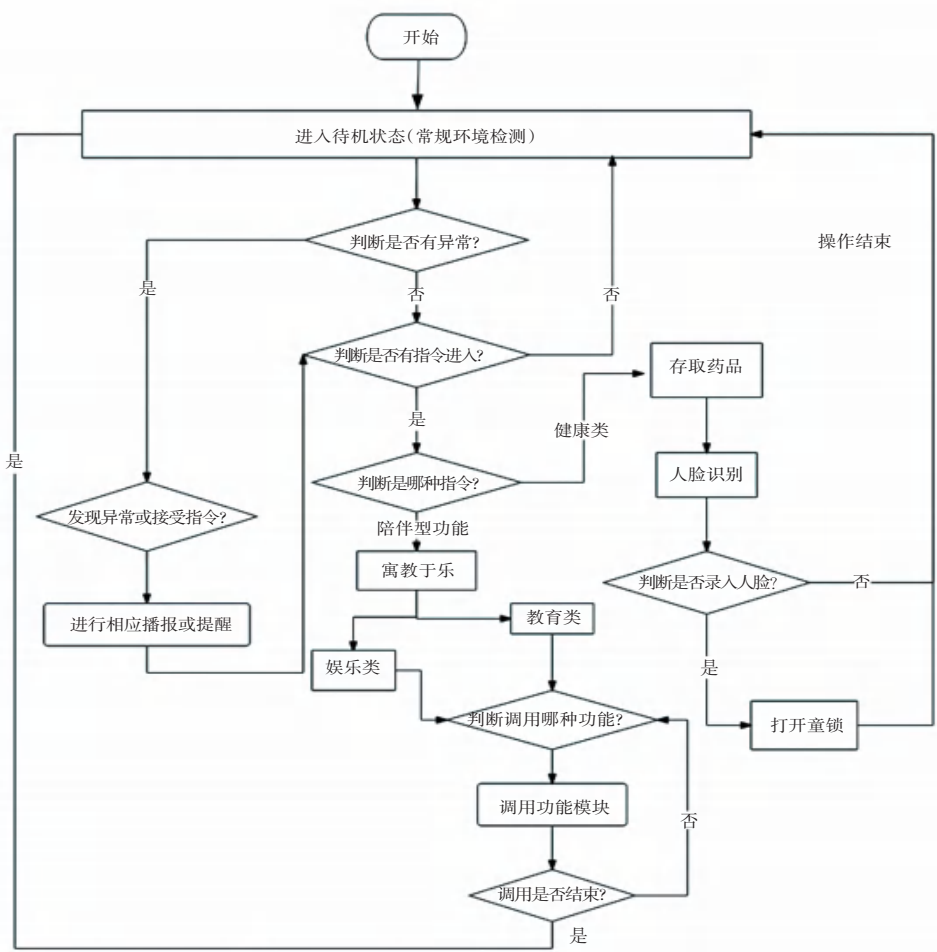 开始
进入待机状态(常规环境检测)
判断是否有异常?
操作结束
是
否
否
判断是否有指令进入?
存取药品
是
健康类
是
人脸识别
判断是哪种指令?
发现异常或接受指令?
陪伴型功能
寓教于乐
判断是否录入人脸?
否
教育类
进行相应播报或提醒
娱乐类
是
判断调用哪种功能?
打开童锁
调用功能模块
否
调用是否结束?
是